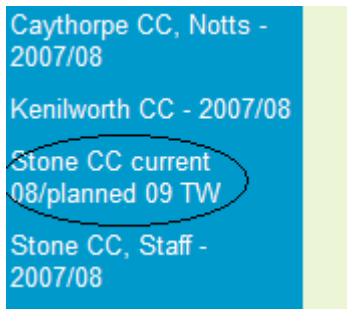 Caythorpe CC, Notts -
2007/08
Kenilworth CC - 2007/08
Stone CC current
08/planned 09 TW
Stone CC, Staff -
2007/08